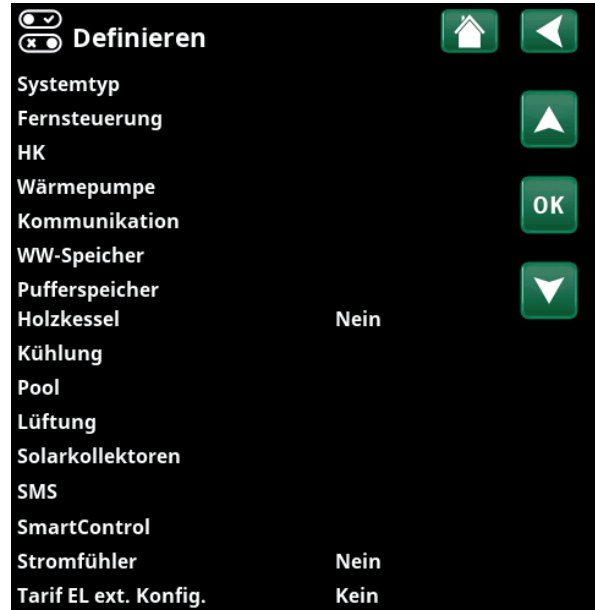 Definieren
Systemtyp
Fernsteuerung
HK
Wärmepumpe
OK
Kommunikation
WW-Speicher
Pufferspeicher
Holzkessel Nein
Kühlung
Pool
Lüftung
Solarkollektoren
SMS
SmartControl
Stromfühler Nein
Tarif EL ext. Konfig. Kein